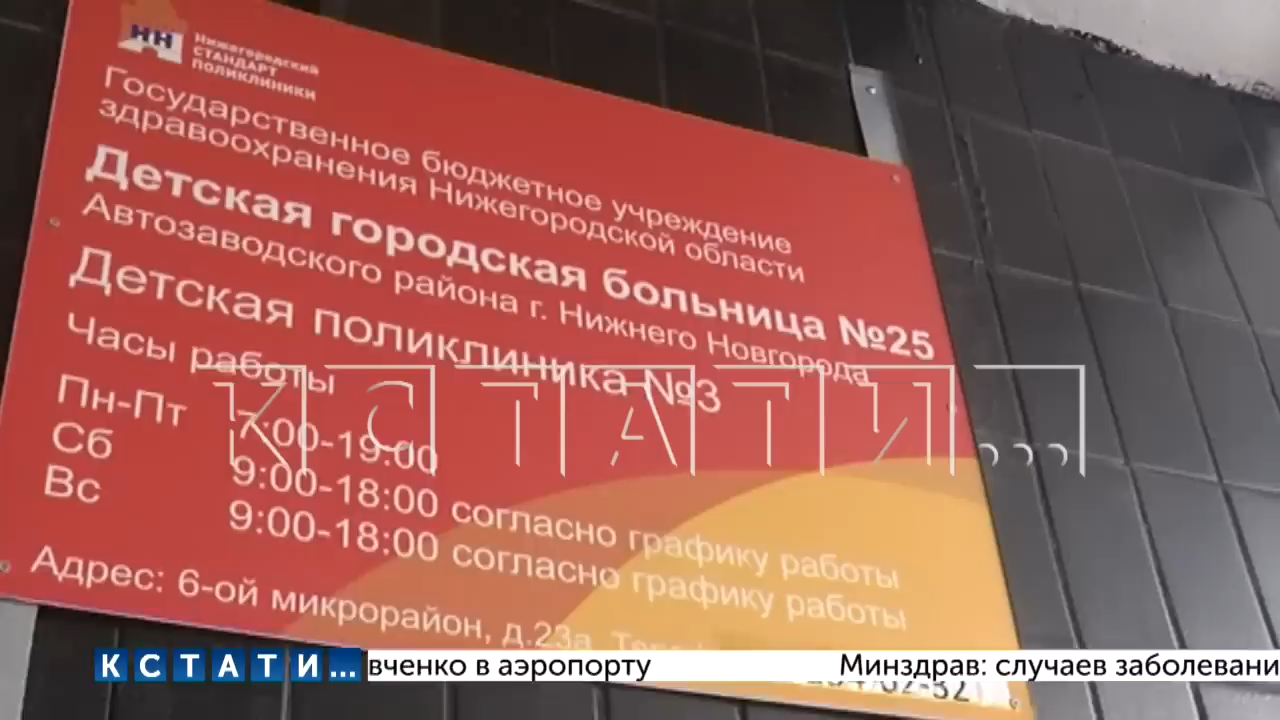 НН
Нижегородский
СТАНДАРТ
ПОЛИКЛИНИКИ
Государственное бюджетное учреждение
здравоохранения Нижегородской области
Детская городская больница №25
Автозаводского района г. Нижнего Новгорода
Детская поликлиника №3
Часы работы
Пн-Пт 7:00-19:00
Сб 9:00-18:00 согласно графику работы
Вс 9:00-18:00 согласно графику работы
Адрес: 6-ой микрорайон, д.23а
КСТАТИ...
КСТАТИ... вченко в аэропорту Минздрав: случаев заболевани